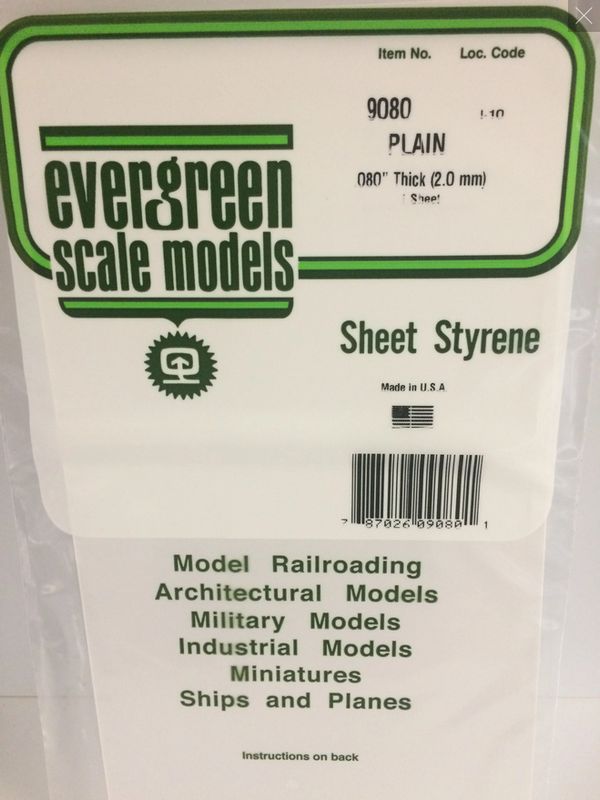 Item No. Loc. Code
9080 I-10
PLAIN
.080" Thick (2.0 mm)
1 Sheet
evergreen
scale models
Sheet Styrene
Made in U.S.A
7 87026 09080 1
Model Railroading
Architectural Models
Military Models
Industrial Models
Miniatures
Ships and Planes
Instructions on back